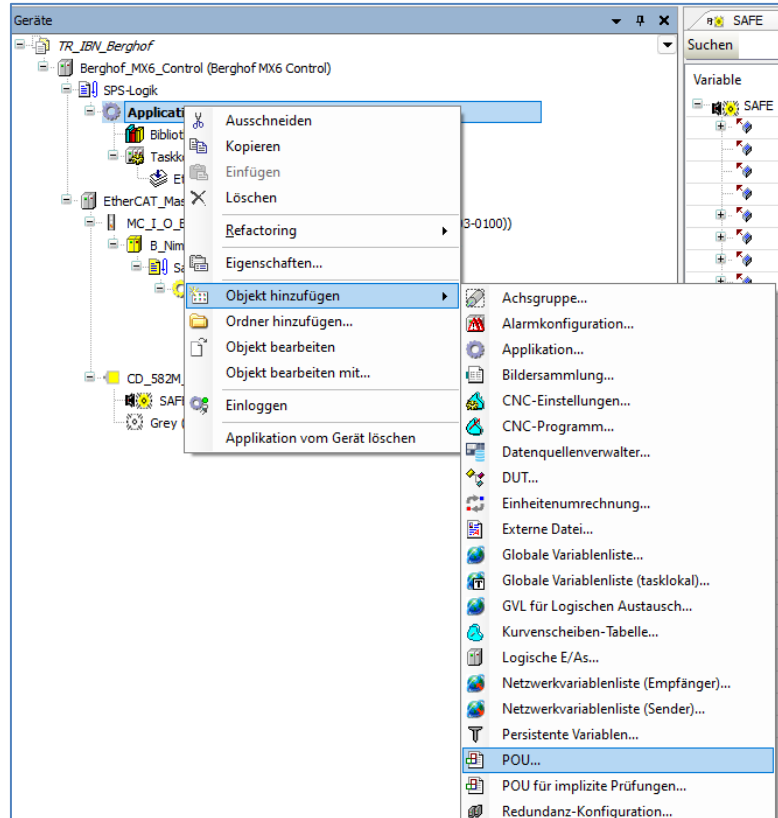 Geräte
TR_IBN_Berghof
Berghof_MX6_Control (Berghof MX6 Control)
SPS-Logik
Applicati
Bibliot
Taskko
Et
EtherCAT_Mas
MC_I_O_B
3-0100))
B_Nim
Sa
CD_582M_
SAFE
Grey (
Ausschneiden
Kopieren
Einfügen
Löschen
Refactoring
Eigenschaften...
Objekt hinzufügen
Ordner hinzufügen...
Objekt bearbeiten
Objekt bearbeiten mit...
Einloggen
Applikation vom Gerät löschen
Achsgruppe...
Alarmkonfiguration...
Applikation...
Bildersammlung...
CNC-Einstellungen...
CNC-Programm...
Datenquellenverwalter...
DUT...
Einheitenumrechnung...
Externe Datei...
Globale Variablenliste...
Globale Variablenliste (tasklokal)...
GVL für Logischen Austausch...
Kurvenscheiben-Tabelle...
Logische E/As...
Netzwerkvariablenliste (Empfänger)...
Netzwerkvariablenliste (Sender)...
Persistente Variablen...
POU...
POU für implizite Prüfungen...
Redundanz-Konfiguration...
SAFE
Suchen
Variable
SAFE